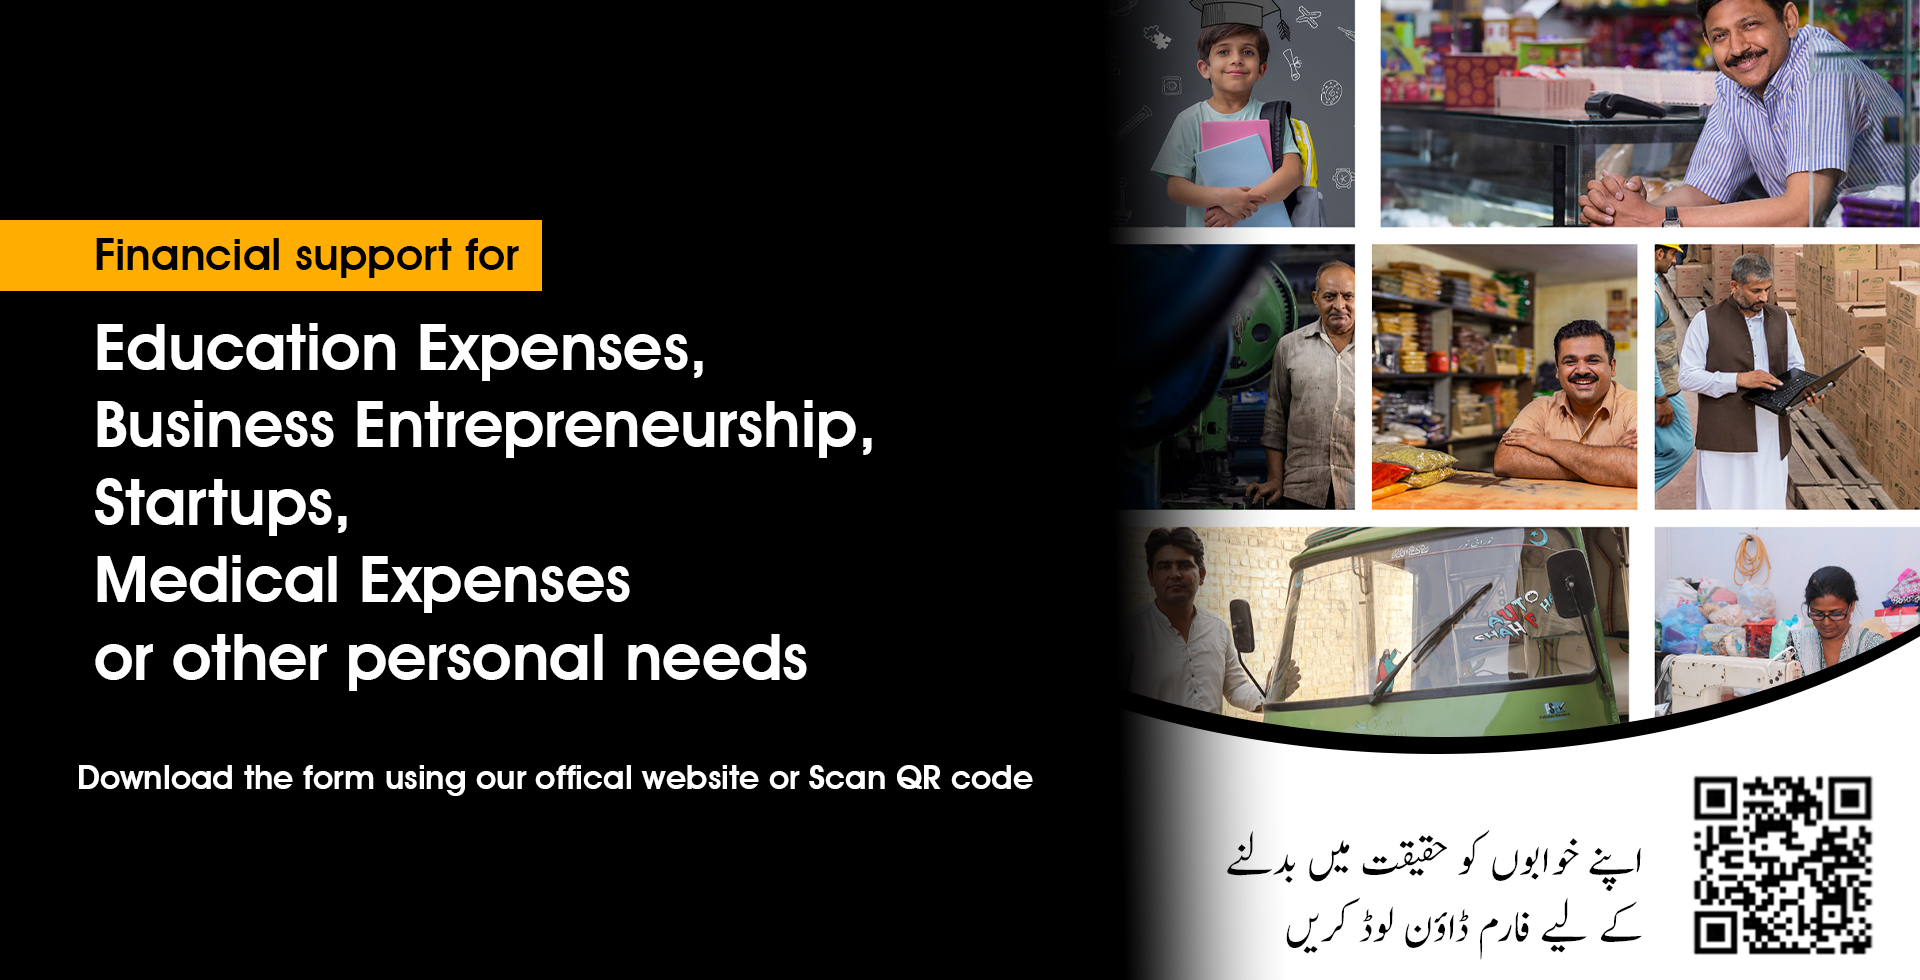 Financial support for
Education Expenses,
Business Entrepreneurship,
Startups,
Medical Expenses
or other personal needs
Download the form using our offical website or Scan QR code
AUTO
اپنے خوابوں کو حقیقت میں بدلنے
کے لیے فارم ڈاؤن لوڈ کریں